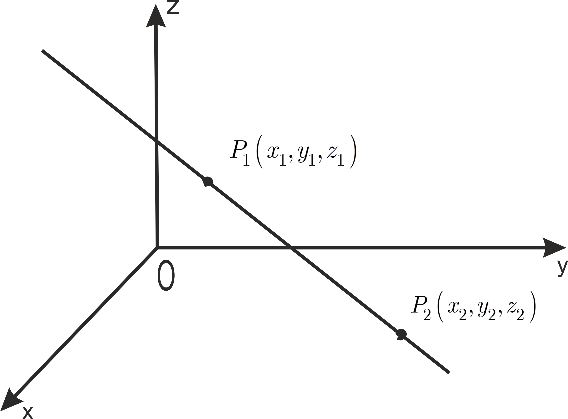 z
P₁(x₁,y₁,z₁)
0
y
P₂(x₂,y₂,z₂)
x